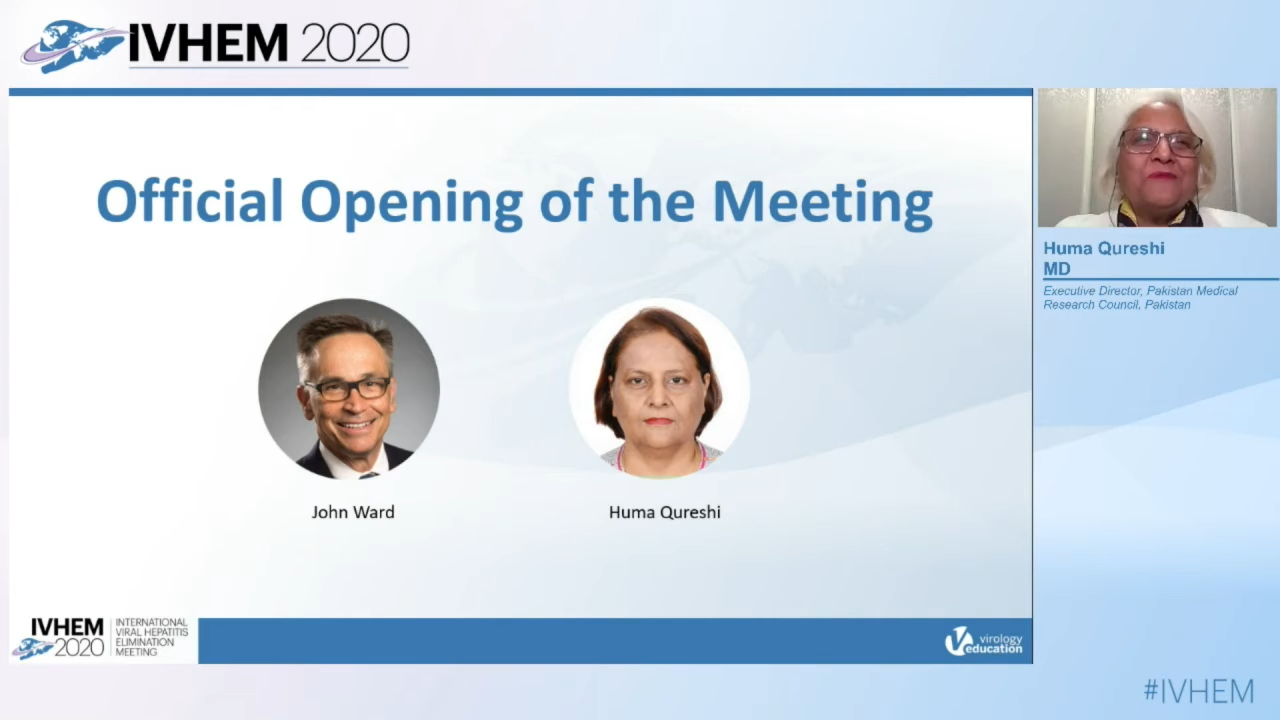 IVHEM 2020
Official Opening of the Meeting
John Ward
Huma Qureshi
Huma Qureshi
MD
Executive Director, Pakistan Medical
Research Council, Pakistan
IVHEM
2020
INTERNATIONAL
VIRAL HEPATITIS
ELIMINATION
MEETING
virology
education
#IVHEM